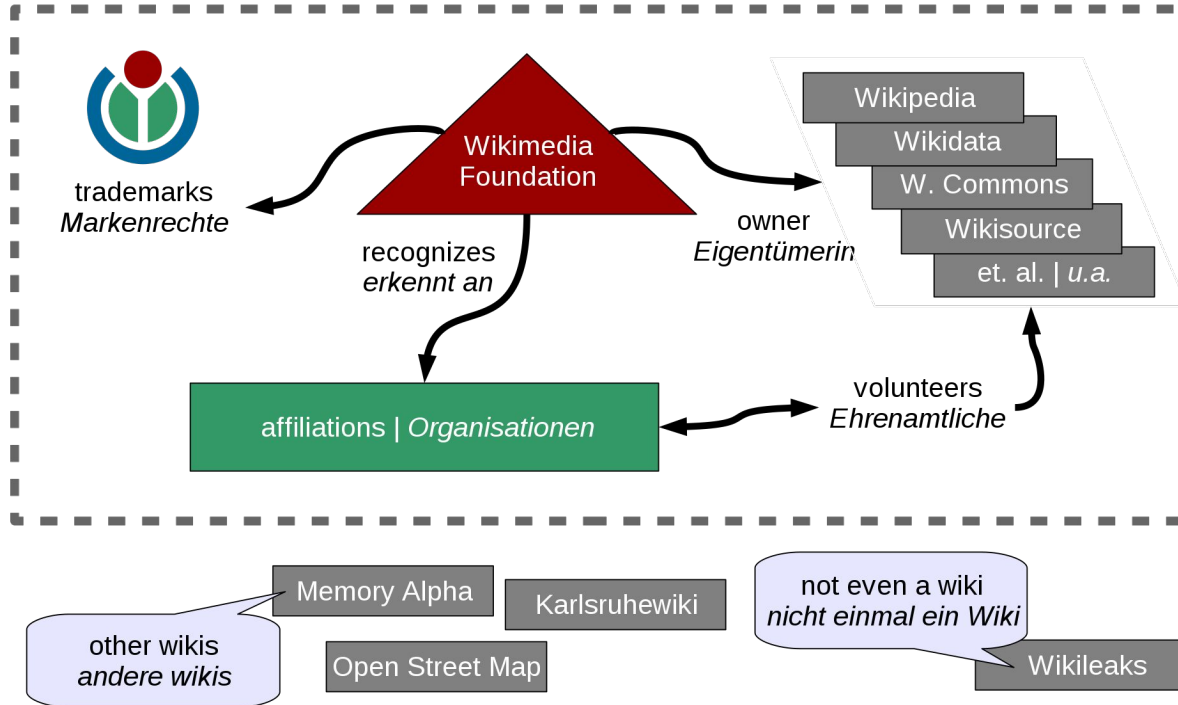 Wikimedia
Foundation
trademarks
Markenrechte
recognizes
erkennt an
owner
Eigentümerin
Wikipedia
Wikidata
W. Commons
Wikisource
et. al. | u.a.
affiliations | Organisationen
volunteers
Ehrenamtliche
other wikis
andere wikis
Memory Alpha
Karlsruhewiki
Open Street Map
not even a wiki
nicht einmal ein Wiki
Wikileaks